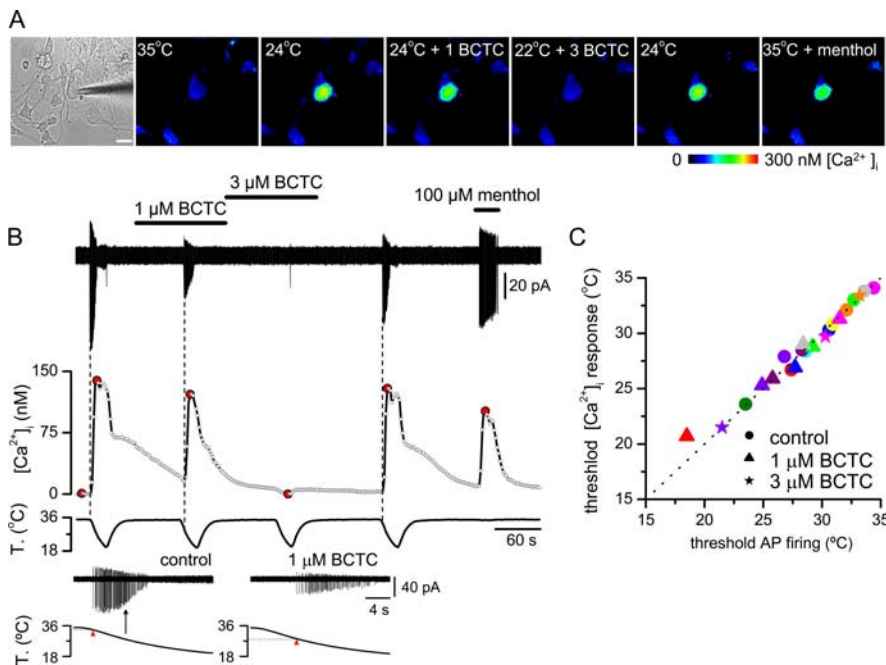 A
35°C
24°C
24°C + 1 BCTC
22°C + 3 BCTC
24°C
35°C + menthol
0 300 nM [Ca²⁺]i
3 µM BCTC
1 µM BCTC
100 µM menthol
B
20 pA
150
75
0
[Ca²⁺]i (nM)
36
18
T. (°C)
60 s
control
1 µM BCTC
40 pA
4 s
36
18
T. (ºC)
36
18
C
35
30
25
20
15
threshlod [Ca²⁺]i response (°C)
control
1 µM BCTC
3 µM BCTC
15 20 25 30 35
threshold AP firing (ºC)